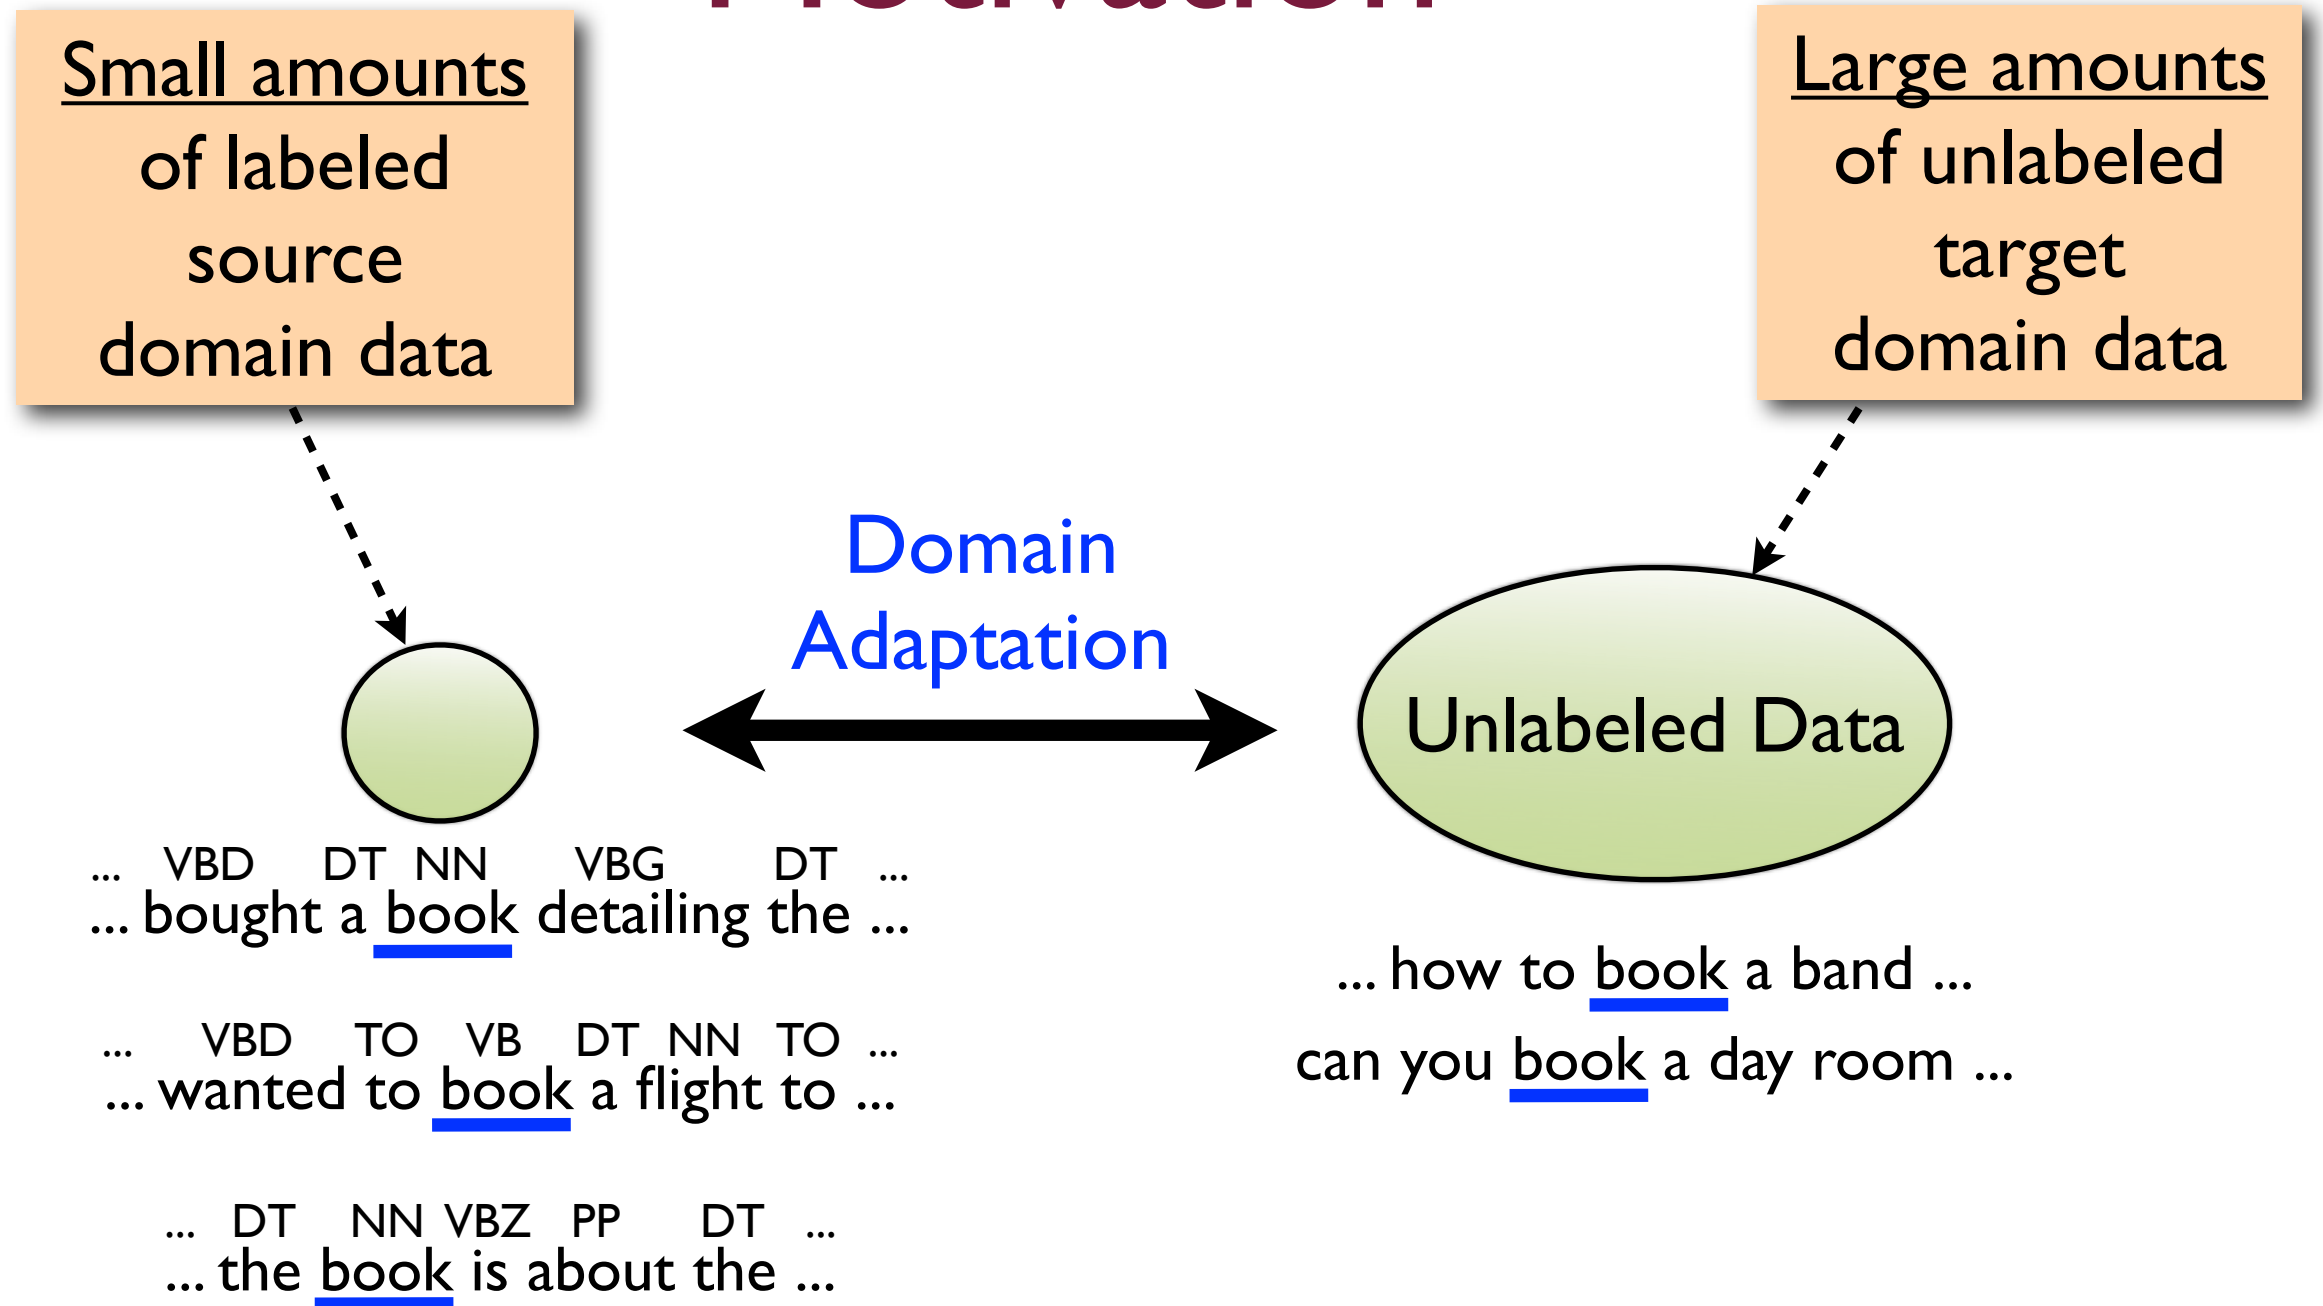 Motivation
Small amounts
of labeled
source
domain data
Large amounts
of unlabeled
target
domain data
Domain
Adaptation
Unlabeled Data
... VBD DT NN VBG DT ...
... bought a book detailing the ...
... VBD TO VB DT NN TO ...
... wanted to book a flight to ...
... DT NN VBZ PP DT ...
... the book is about the ...
... how to book a band ...
can you book a day room ...